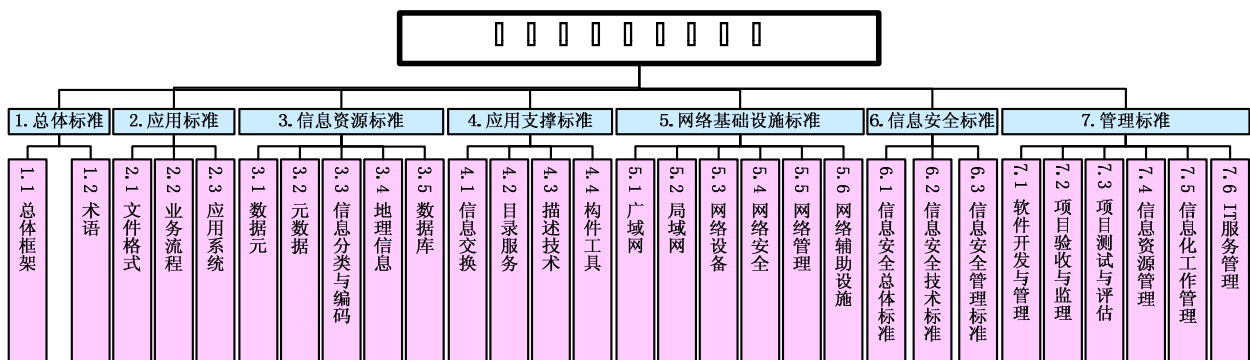 1.总体标准
2.应用标准
3.信息资源标准
4.应用支撑标准
5.网络基础设施标准
6.信息安全标准
7.管理标准
1.1 总体框架
1.2 术语
2.1 文件格式
2.2 业务流程
2.3 应用系统
3.1 数据元
3.2 元数据
3.3 信息分类与编码
3.4 地理信息
3.5 数据库
4.1 信息交换
4.2 目录服务
4.3 描述技术
4.4 构件工具
5.1 广域网
5.2 局域网
5.3 网络设备
5.4 网络安全
5.5 网络管理
5.6 网络辅助设施
6.1 信息安全总体标准
6.2 信息安全技术标准
6.3 信息安全管理标准
7.1 软件开发与管理
7.2 项目验收与监理
7.3 项目测试与评估
7.4 信息资源管理
7.5 信息化工作管理
7.6 IT服务管理